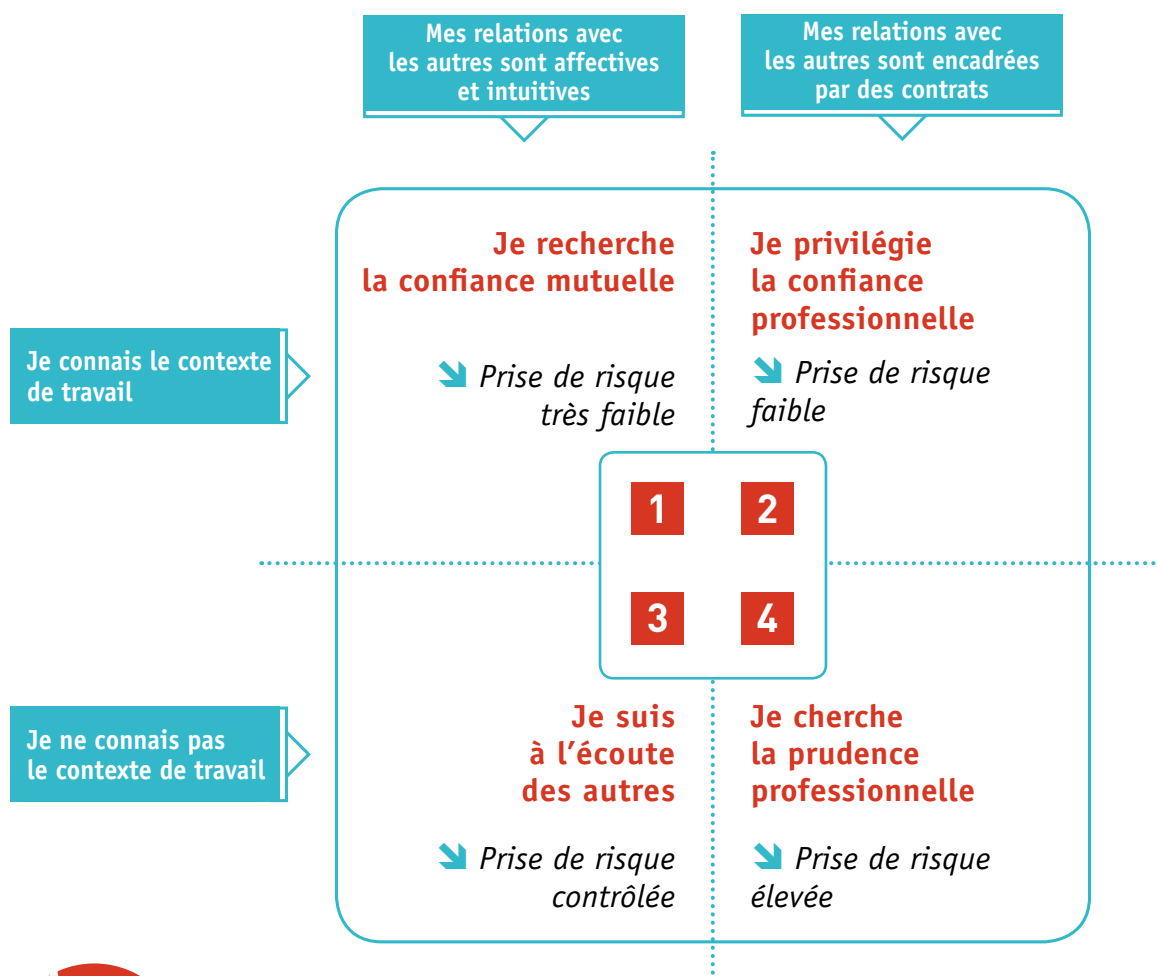 Mes relations avec
les autres sont affectives
et intuitives
Mes relations avec
les autres sont encadrées
par des contrats
Je connais le contexte
de travail
Je recherche
la confiance mutuelle
Prise de risque
très faible
Je privilégie
la confiance
professionnelle
Prise de risque
faible
1
2
3
4
Je ne connais pas
le contexte de travail
Je suis
à l’écoute
des autres
Prise de risque
contrôlée
Je cherche
la prudence
professionnelle
Prise de risque
élevée